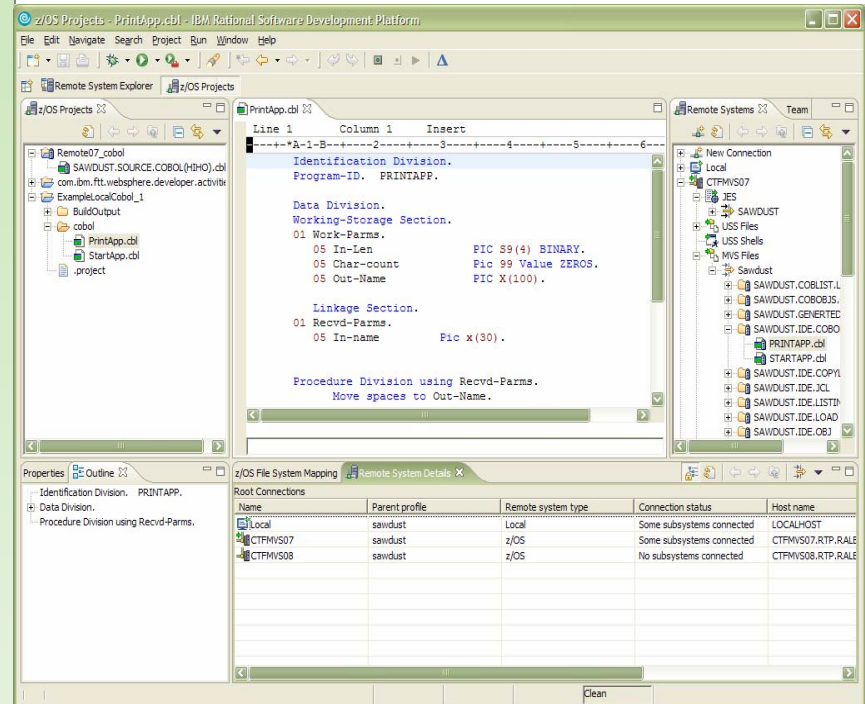 z/OS Projects - PrintApp.cbl - IBM Rational Software Development Platform
File Edit Navigate Search Project Run Window Help
Remote System Explorer z/OS Projects
z/OS Projects
Remote07_cobol
SAWDUST.SOURCE.COBOL(HIHO).cbl
com.ibm.ftt.websphere.developer.activitie
ExampleLocalCobol_1
BuildOutput
cobol
PrintApp.cbl
StartApp.cbl
.project
PrintApp.cbl
Line 1 Column 1 Insert
----+-*A-1-B--+----2----+----3----+----4----+----5----+----6---
Identification Division.
Program-ID. PRINTAPP.
Data Division.
Working-Storage Section.
01 Work-Parms.
05 In-Len PIC S9(4) BINARY.
05 Char-count Pic 99 Value ZEROS.
05 Out-Name PIC X(100).
Linkage Section.
01 Recvd-Parms.
05 In-name Pic x(30).
Procedure Division using Recvd-Parms.
Move spaces to Out-Name.
Remote Systems Team
New Connection
Local
CTFMVS07
JES
SAWDUST
USS Files
USS Shells
MVS Files
Sawdust
SAWDUST.COBLIST.L
SAWDUST.COBOBJS.
SAWDUST.GENERTED
SAWDUST.IDE.COBO
PRINTAPP.cbl
STARTAPP.cbl
SAWDUST.IDE.COPYL
SAWDUST.IDE.JCL
SAWDUST.IDE.LISTIN
SAWDUST.IDE.LOAD
SAWDUST.IDE.OBJ
Properties Outline
Identification Division. PRINTAPP.
Data Division.
Procedure Division using Recvd-Parms.
z/OS File System Mapping Remote System Details
Root Connections
Name Parent profile Remote system type Connection status Host name
Local sawdust Local Some subsystems connected LOCALHOST
CTFMVS07 sawdust z/OS Some subsystems connected CTFMVS07.RTP.RALE
CTFMVS08 sawdust z/OS No subsystems connected CTFMVS08.RTP.RALE
Clean